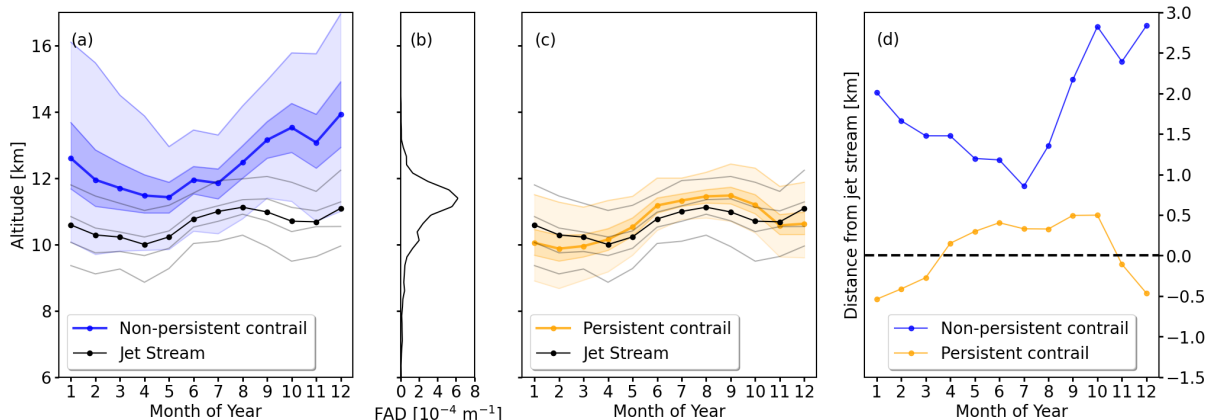 (a)
Altitude [km]
16
14
12
10
8
6
Non-persistent contrail
Jet Stream
1 2 3 4 5 6 7 8 9 10 11 12
Month of Year
(b)
0 2 4 6 8
FAD [10⁻⁴ m⁻¹]
(c)
Persistent contrail
Jet Stream
1 2 3 4 5 6 7 8 9 10 11 12
Month of Year
(d)
Distance from jet stream [km]
3.0
2.5
2.0
1.5
1.0
0.5
0.0
−0.5
−1.0
−1.5
Non-persistent contrail
Persistent contrail
1 2 3 4 5 6 7 8 9 10 11 12
Month of Year